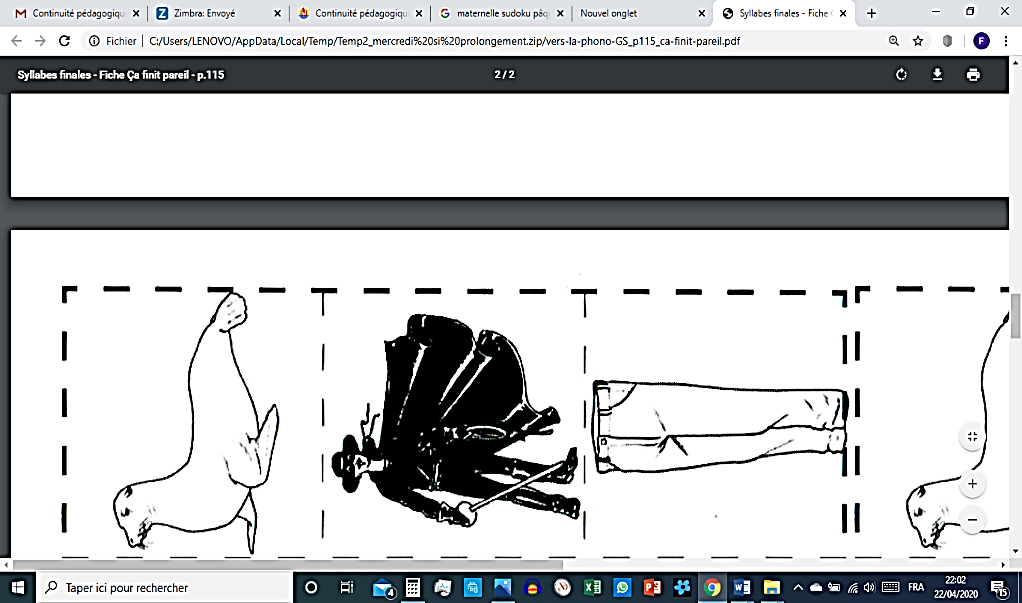 Continuité pédagogiqu
Zimbra: Envoyé
Continuité pédagogiqu
maternelle sudoku pâq
Nouvel onglet
Syllabes finales - Fiche
Fichier
C:/Users/LENOVO/AppData/Local/Temp/Temp2_mercredi%20si%20prolongement.zip/vers-la-phono-GS_p115_ca-finit-pareil.pdf
F
Syllabes finales - Fiche Ça finit pareil - p.115
2 / 2
Taper ici pour rechercher
4
FRA
22:02
22/04/2020
15